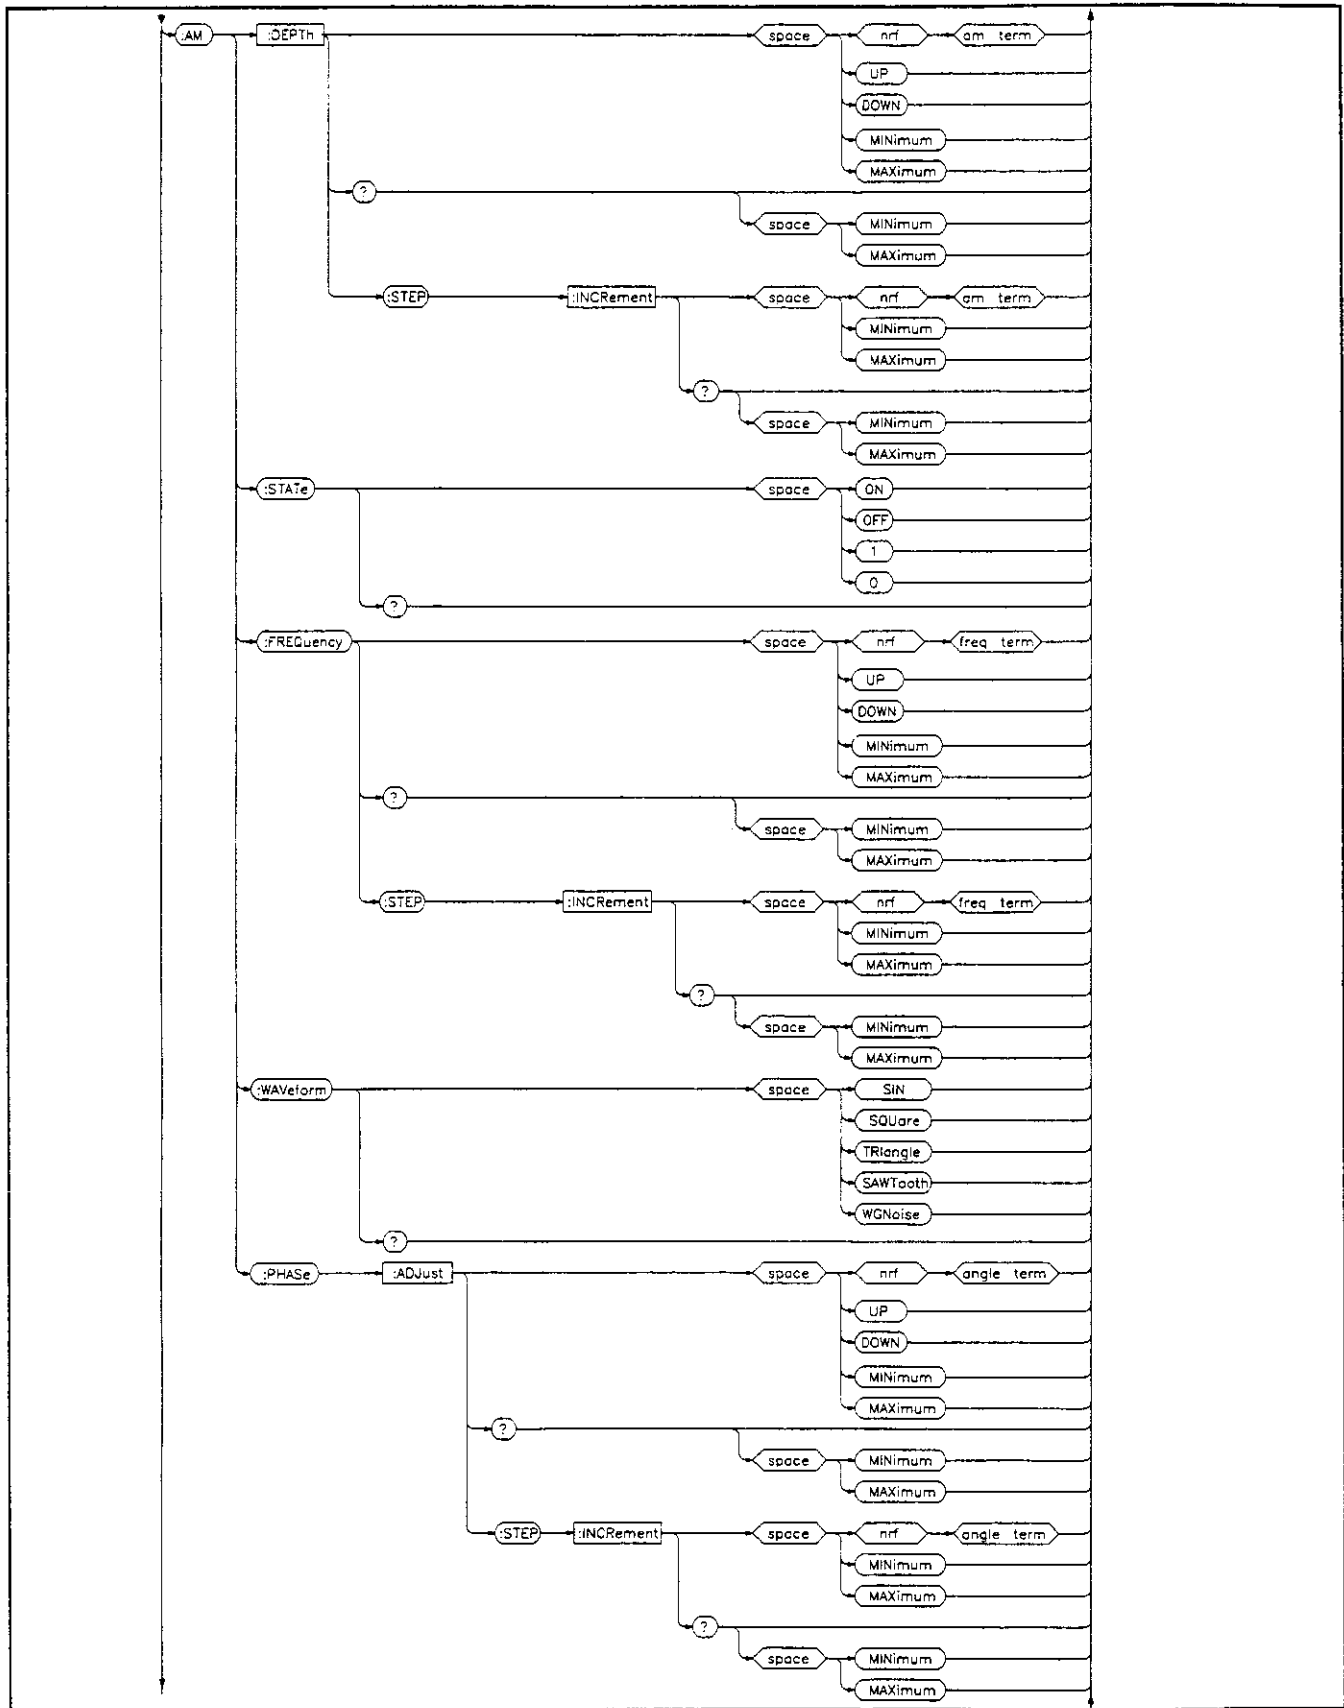 :AM :DEPTh space nrf am term
UP
DOWN
MINimum
MAXimum
?
space MINimum
MAXimum
:STEP :INCRement space nrf am term
MINimum
MAXimum
?
space MINimum
MAXimum
:STATe space ON
OFF
1
0
?
:FREQuency space nrf freq term
UP
DOWN
MINimum
MAXimum
?
space MINimum
MAXimum
:STEP :INCRement space nrf freq term
MINimum
MAXimum
?
space MINimum
MAXimum
:WAVeform space SIN
SQUare
TRIangle
SAWTooth
WGNoise
?
:PHASe :ADJust space nrf angle term
UP
DOWN
MINimum
MAXimum
?
space MINimum
MAXimum
:STEP :INCRement space nrf angle term
MINimum
MAXimum
?
space MINimum
MAXimum